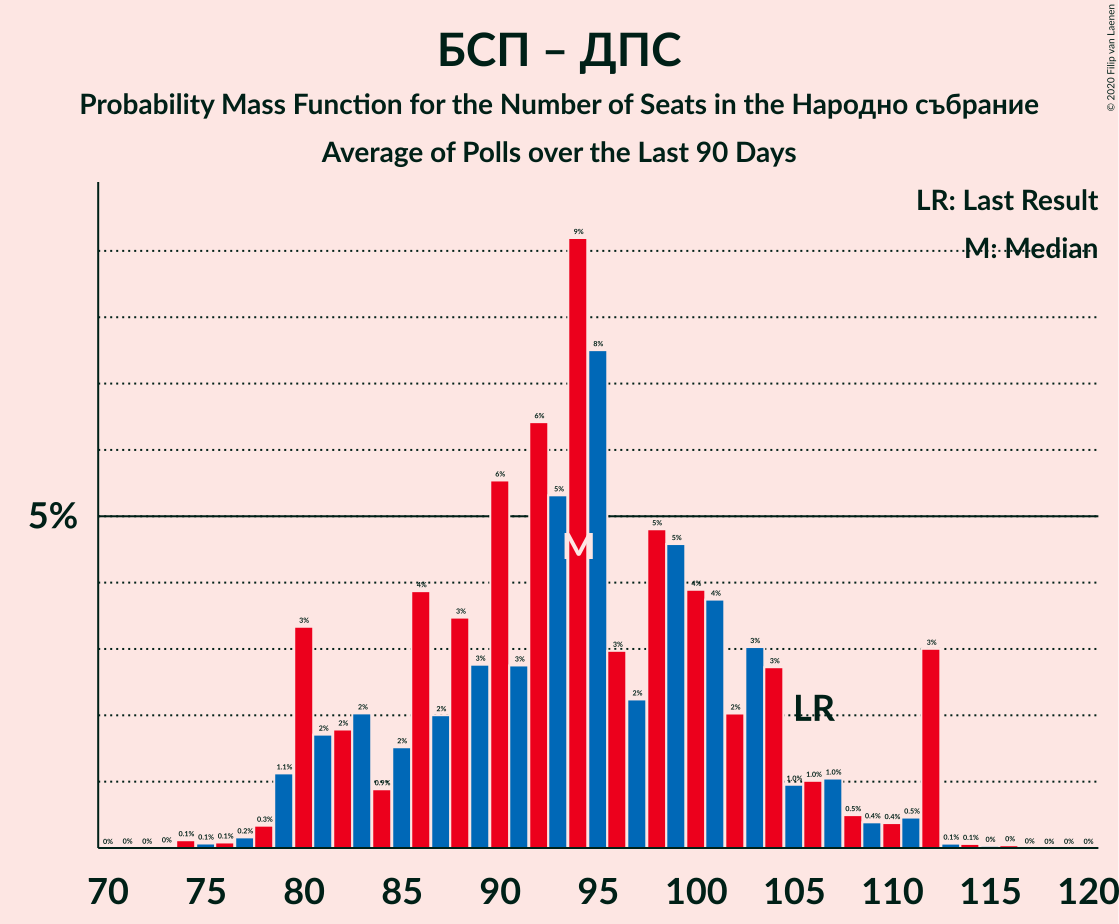 БСП – ДПС
Probability Mass Function for the Number of Seats in the Народно събрание
Average of Polls over the Last 90 Days
© 2020 Filip van Laenen
LR: Last Result
M: Median
5%
0% 0% 0% 0% 0.1% 0.1% 0.1% 0.2% 0.3% 1.1% 3% 2% 2% 2% 0.9% 2% 4% 2% 3% 3% 6% 3% 6% 5% 9% 8% 3% 2% 5% 5% 4% 4% 2% 3% 3% 1.0% 1.0% 1.0% 0.5% 0.4% 0.4% 0.5% 3% 0.1% 0.1% 0% 0% 0% 0% 0% 0%
M
LR
70 75 80 85 90 95 100 105 110 115 120